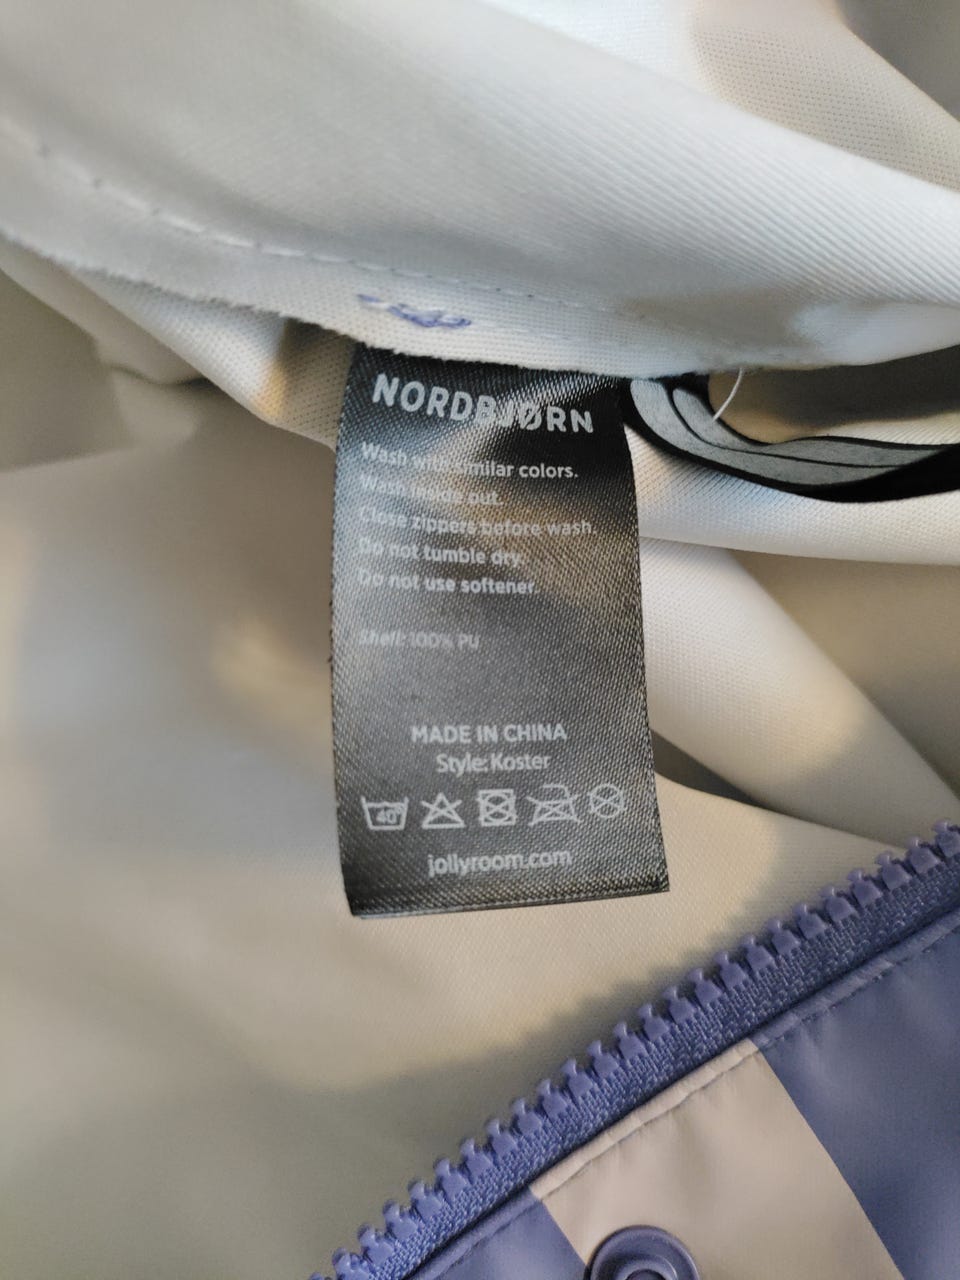 NORDBJØRN
Wash with similar colors.
Wash inside out.
Close zippers before wash.
Do not tumble dry.
Do not use softener.
Shell: 100% PU
MADE IN CHINA
Style: Koster
40°
jollyroom.com